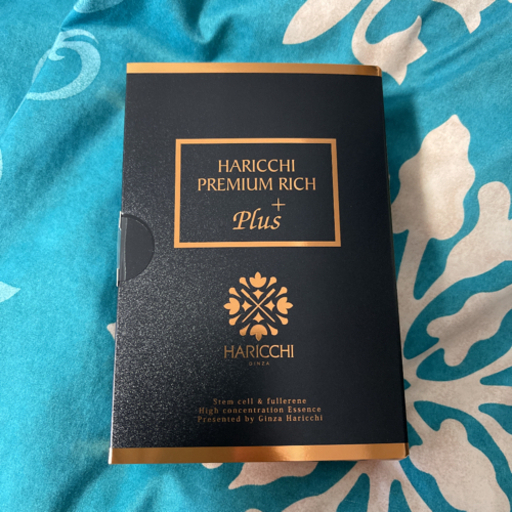 HARICCHI
PREMIUM RICH
+
Plus
HARICCHI
GINZA
Stem cell & fullerene
High concentration Essence
Presented by Ginza Haricchi